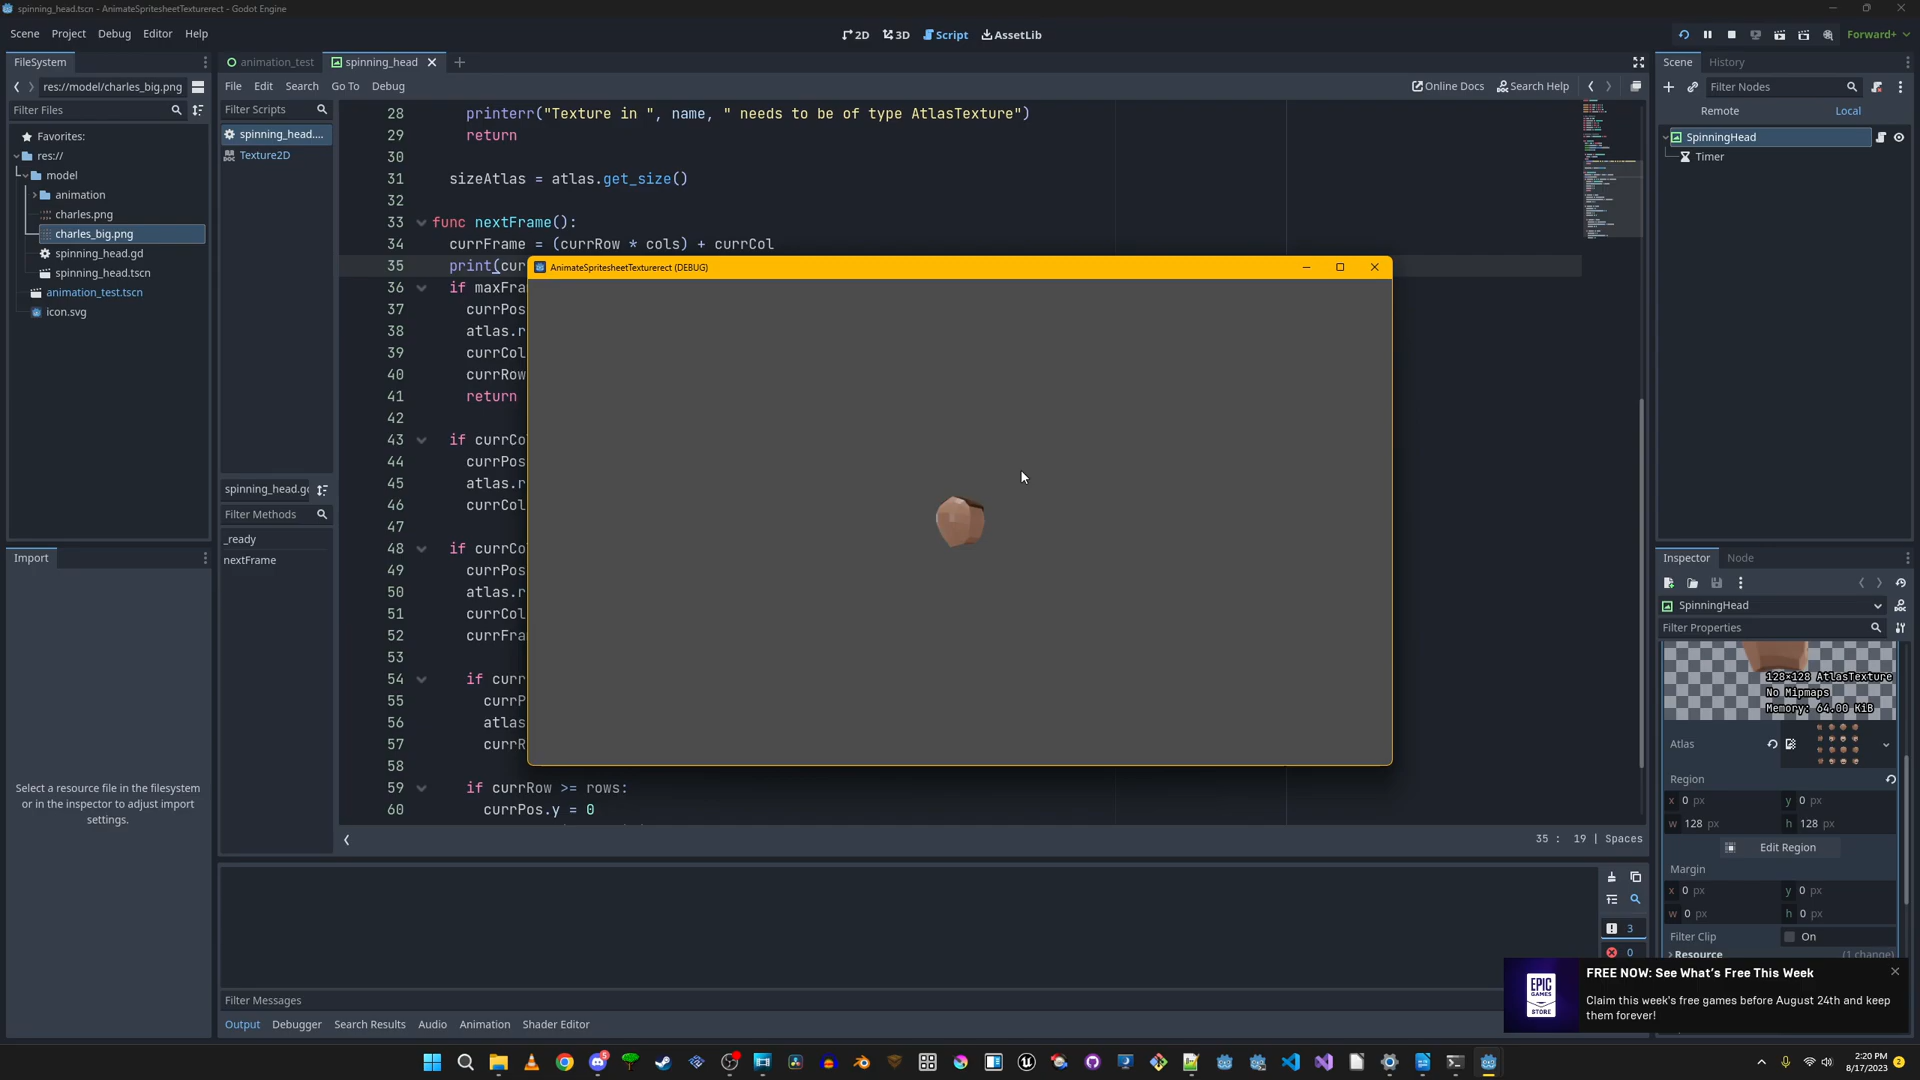 spinning_head.tscn - AnimateSpritesheetTexturerect - Godot Engine
Scene Project Debug Editor Help
2D 3D Script AssetLib
Forward+
FileSystem
res://model/charles_big.png
Filter Files
Favorites:
res://
model
animation
charles.png
charles_big.png
spinning_head.gd
spinning_head.tscn
animation_test.tscn
icon.svg
Import
Select a resource file in the filesystem
or in the inspector to adjust import
settings.
animation_test spinning_head
File Edit Search Go To Debug
Online Docs Search Help
Filter Scripts
spinning_head....
Texture2D
spinning_head.gc
Filter Methods
_ready
nextFrame
28 printerr("Texture in ", name, " needs to be of type AtlasTexture")
29 return
30
31 sizeAtlas = atlas.get_size()
32
33 func nextFrame():
34 currFrame = (currRow * cols) + currCol
35 print(cur
36 if maxFra
37 currPos
38 atlas.r
39 currCol
40 currRow
41 return
42
43 if currCo
44 currPos
45 atlas.r
46 currCol
47
48 if currCo
49 currPos
50 atlas.r
51 currCol
52 currFra
53
54 if curr
55 currP
56 atlas
57 currR
58
59 if currRow >= rows:
60 currPos.y = 0
AnimateSpritesheetTexturerect (DEBUG)
35 : 19 | Spaces
3
0
Filter Messages
Output Debugger Search Results Audio Animation Shader Editor
Scene History
Filter Nodes
Remote Local
SpinningHead
Timer
Inspector Node
SpinningHead
Filter Properties
128×128 AtlasTexture
No Mipmaps
Memory: 64.00 KiB
Atlas
Region
x 0 px y 0 px
w 128 px h 128 px
Edit Region
Margin
x 0 px y 0 px
w 0 px h 0 px
Filter Clip On
Resource (1 change)
EPIC
GAMES
STORE
FREE NOW: See What's Free This Week
Claim this week's free games before August 24th and keep
them forever!
5
2:20 PM
8/17/2023
2